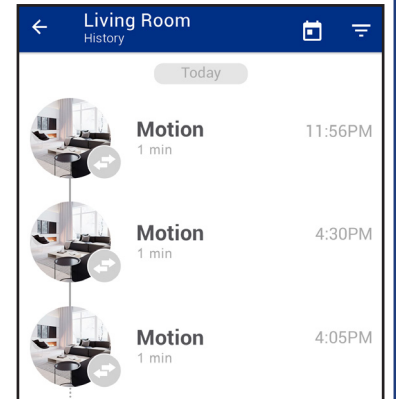 Living Room
History
Today
Motion 11:56PM
1 min
Motion 4:30PM
1 min
Motion 4:05PM
1 min